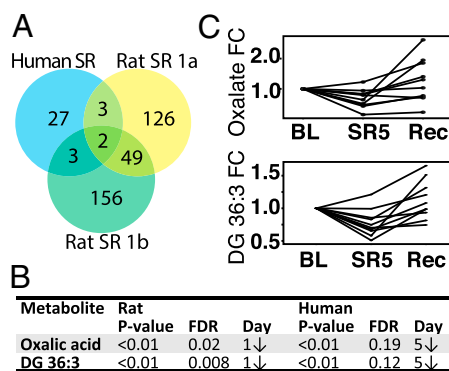 A
Human SR Rat SR 1a
27 3 126
2
3 49
156
Rat SR 1b
C
Oxalate FC
2.0
1.0
BL SR5 Rec
DG 36:3 FC
1.5
1.0
0.5
BL SR5 Rec
B
Metabolite Rat Human
P-value FDR Day P-value FDR Day
Oxalic acid <0.01 0.02 1↓ <0.01 0.19 5↓
DG 36:3 <0.01 0.008 1↓ <0.01 0.12 5↓